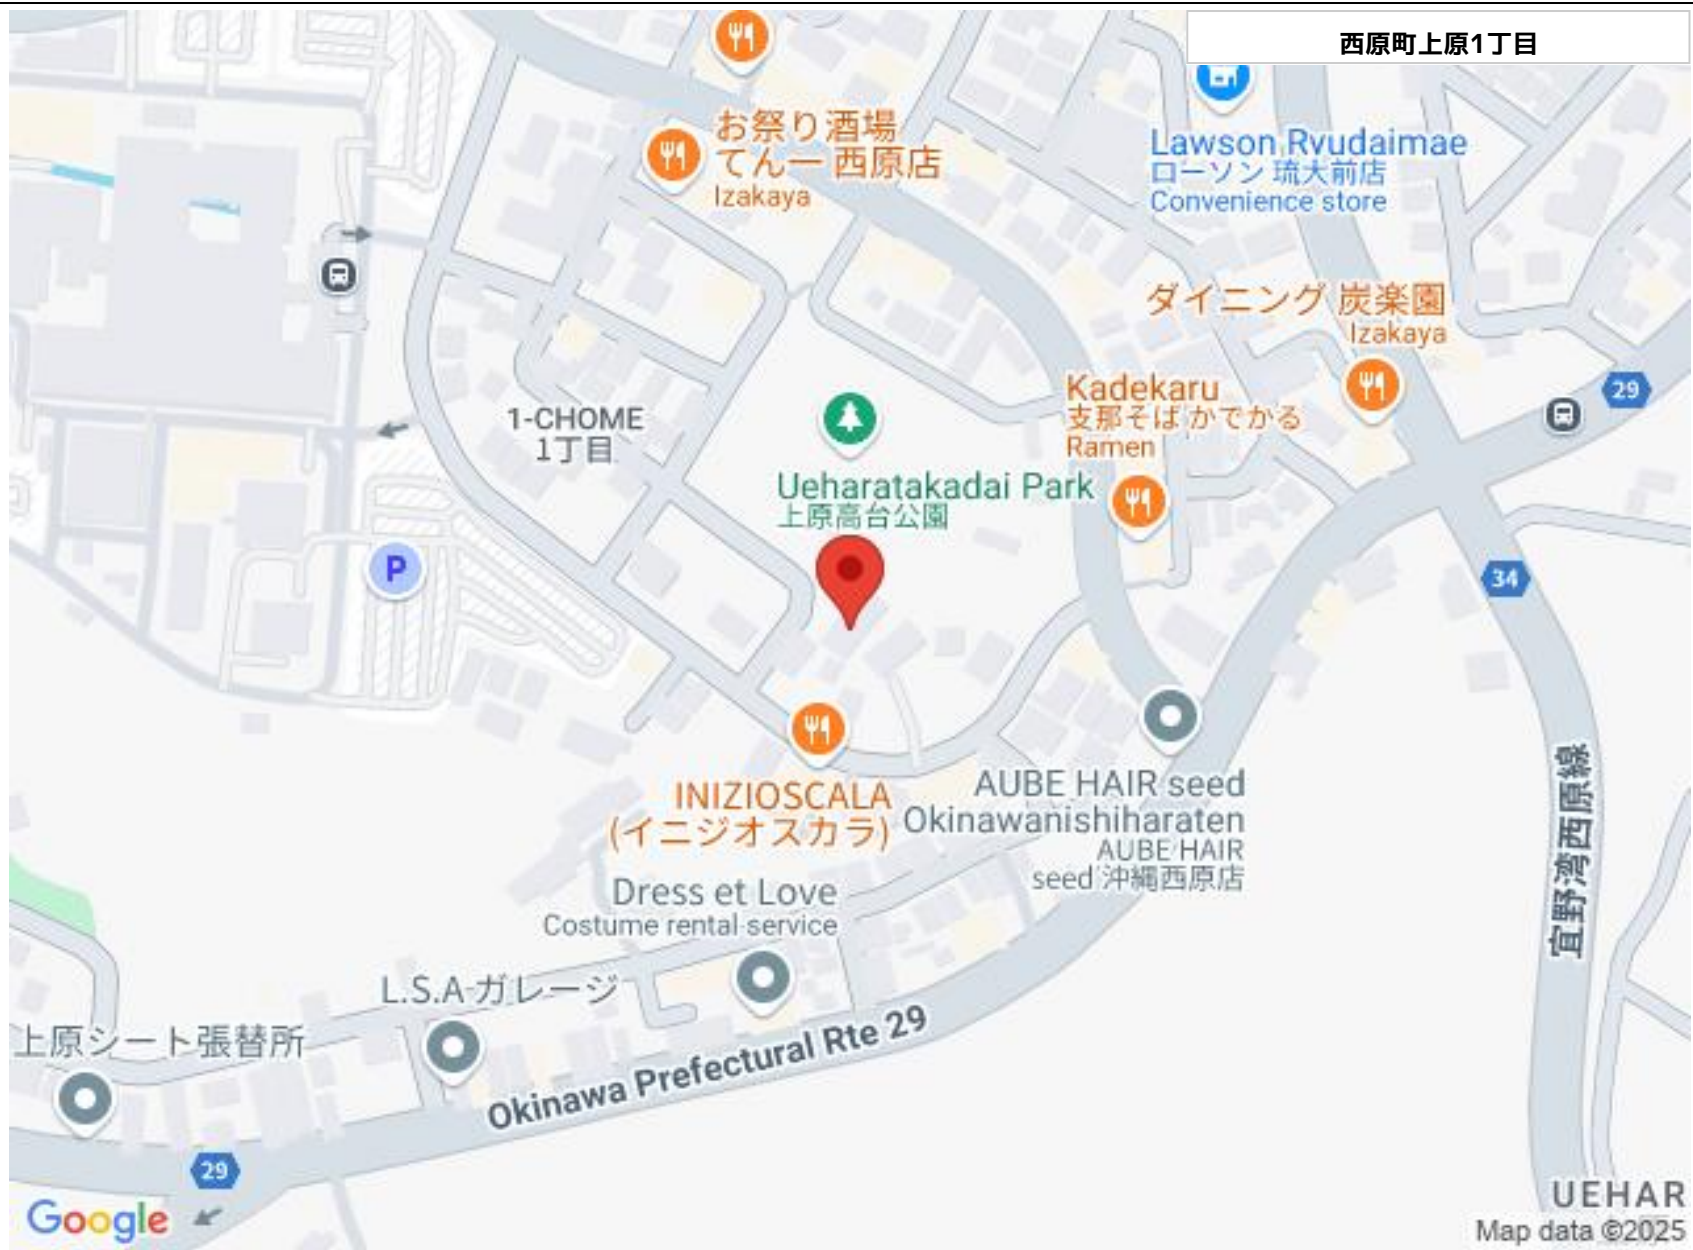 西原町上原1丁目
お祭り酒場
てん一 西原店
Izakaya
Lawson Ryudaimae
ローソン 琉大前店
Convenience store
ダイニング 炭楽園
Izakaya
29
Kadekaru
支那そば かでかる
Ramen
1-CHOME
1丁目
Ueharatakadai Park
上原高台公園
P
34
INIZIOSCALA
(イニジオスカラ)
AUBE HAIR seed
Okinawanishiharaten
AUBE HAIR
seed 沖縄西原店
宜野湾西原線
Dress et Love
Costume rental service
L.S.A ガレージ
上原シート張替所
Okinawa Prefectural Rte 29
29
Google
UEHAR
Map data ©2025